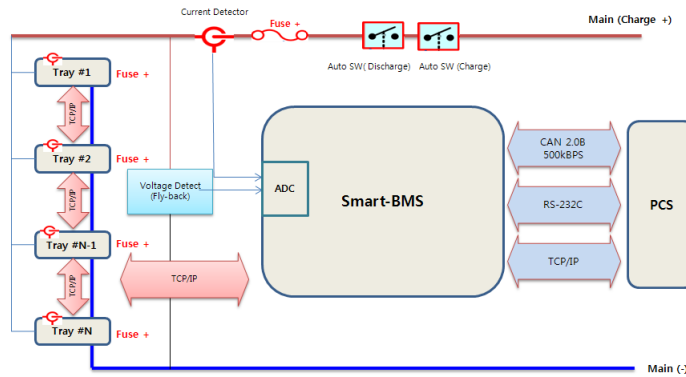 Current Detector
Fuse +
Main (Charge +)
Auto SW( Discharge)
Auto SW (Charge)
Tray #1
Fuse +
TCP/IP
Tray #2
Fuse +
TCP/IP
Tray #N-1
Fuse +
TCP/IP
Tray #N
Fuse +
Voltage Detect
(Fly-back)
ADC
Smart-BMS
TCP/IP
CAN 2.0B
500kBPS
RS-232C
TCP/IP
PCS
Main (-)